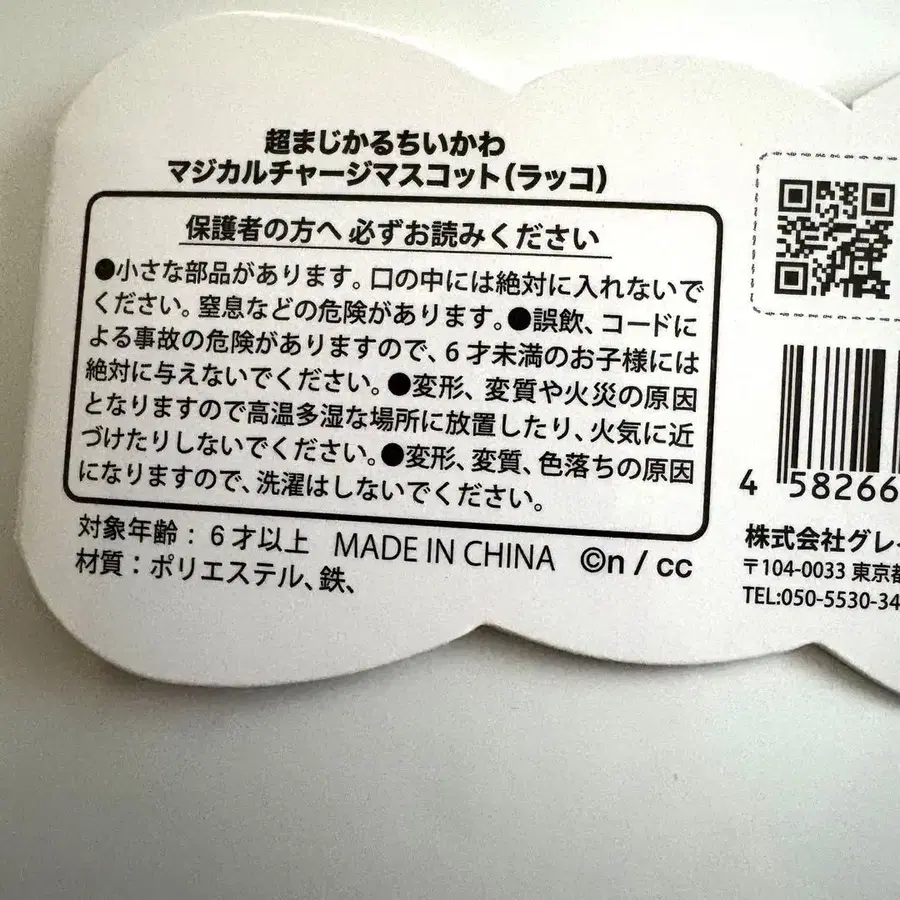 超まじかるちいかわ
マジカルチャージマスコット(ラッコ)
保護者の方へ 必ずお読みください
●小さな部品があります。口の中には絶対に入れないで
ください。窒息などの危険があります。●誤飲、コードに
よる事故の危険がありますので、6才未満のお子様には
絶対に与えないでください。●変形、変質や火災の原因
となりますので高温多湿な場所に放置したり、火気に近
づけたりしないでください。●変形、変質、色落ちの原因
になりますので、洗濯はしないでください。
対象年齢:6才以上 MADE IN CHINA ©n / cc
材質:ポリエステル、鉄、
4 58266
株式会社グレイ
〒104-0033 東京都
TEL:050-5530-34